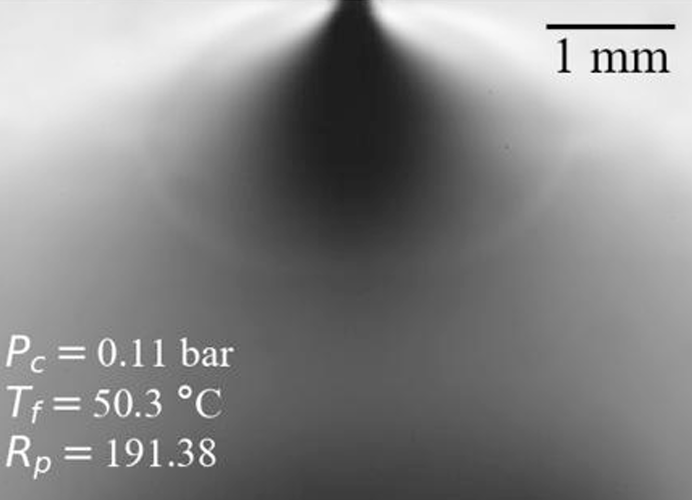 1 mm
P_c = 0.11 bar
T_f = 50.3 °C
R_p = 191.38